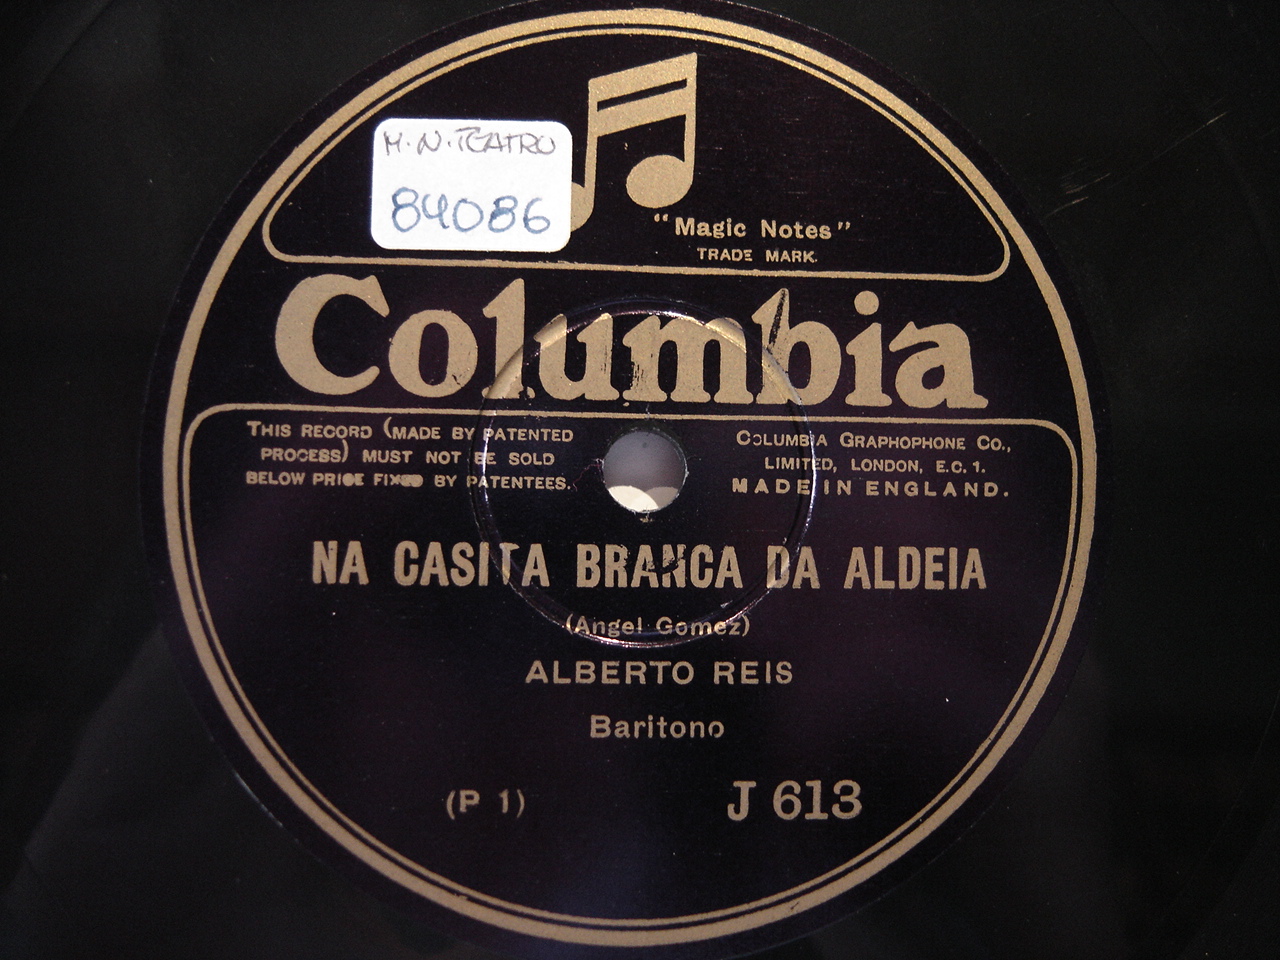 M.N. TEATRO
84086
"Magic Notes"
TRADE MARK.
Columbia
THIS RECORD (MADE BY PATENTED
PROCESS) MUST NOT BE SOLD
BELOW PRICE FIXED BY PATENTEES.
COLUMBIA GRAPHOPHONE CO.,
LIMITED, LONDON, E.C.1.
MADE IN ENGLAND.
NA CASITA BRANCA DA ALDEIA
(Angel Gomez)
ALBERTO REIS
Baritono
(P 1) J 613